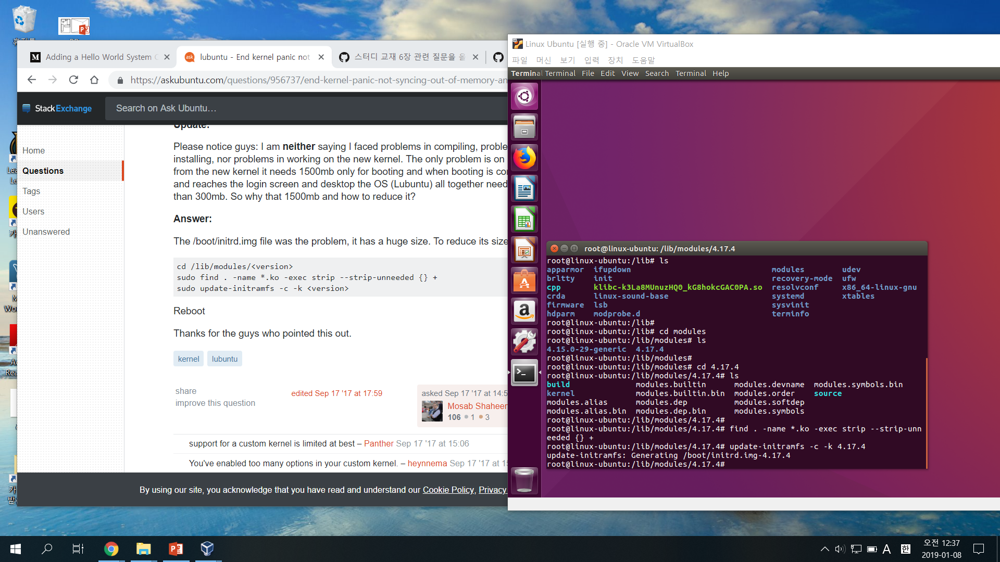 Linux Ubuntu [실행 중] - Oracle VM VirtualBox
파일 머신 보기 입력 장치 도움말
Terminal Terminal File Edit View Search Terminal Help
Adding a Hello World System
lubuntu - End kernel panic not
스터디 교재 6장 관련 질문을 올
https://askubuntu.com/questions/956737/end-kernel-panic-not-syncing-out-of-memory-an
StackExchange
Search on Ask Ubuntu…
Home
Questions
Tags
Users
Unanswered
Update:
Please notice guys: I am neither saying I faced problems in compiling, proble
installing, nor problems in working on the new kernel. The only problem is on
from the new kernel it needs 1500mb only for booting and when booting is co
and reaches the login screen and desktop the OS (Lubuntu) all together need
than 300mb. So why that 1500mb and how to reduce it?
Answer:
The /boot/initrd.img file was the problem, it has a huge size. To reduce its size
cd /lib/modules/<version>
sudo find . -name *.ko -exec strip --strip-unneeded {} +
sudo update-initramfs -c -k <version>
Reboot
Thanks for the guys who pointed this out.
kernel lubuntu
share
improve this question
edited Sep 17 '17 at 17:59
asked Sep 17 '17 at 14:5
Mosab Shaheen
106 1 3
support for a custom kernel is limited at best – Panther Sep 17 '17 at 15:06
You've enabled too many options in your custom kernel. – heynnema Sep 17 '17 at
By using our site, you acknowledge that you have read and understand our Cookie Policy, Privacy
root@linux-ubuntu: /lib/modules/4.17.4
root@linux-ubuntu:/lib# ls
apparmor ifupdown modules udev
brltty init recovery-mode ufw
cpp klibc-k3La8MUnuzHQ0_kG8hokcGAC0PA.so resolvconf x86_64-linux-gnu
crda linux-sound-base systemd xtables
firmware lsb sysvinit
hdparm modprobe.d terminfo
root@linux-ubuntu:/lib#
root@linux-ubuntu:/lib# cd modules
root@linux-ubuntu:/lib/modules# ls
4.15.0-29-generic 4.17.4
root@linux-ubuntu:/lib/modules#
root@linux-ubuntu:/lib/modules# cd 4.17.4
root@linux-ubuntu:/lib/modules/4.17.4# ls
build modules.builtin modules.devname modules.symbols.bin
kernel modules.builtin.bin modules.order source
modules.alias modules.dep modules.softdep
modules.alias.bin modules.dep.bin modules.symbols
root@linux-ubuntu:/lib/modules/4.17.4#
root@linux-ubuntu:/lib/modules/4.17.4# find . -name *.ko -exec strip --strip-unn
eeded {} +
root@linux-ubuntu:/lib/modules/4.17.4# update-initramfs -c -k 4.17.4
update-initramfs: Generating /boot/initrd.img-4.17.4
root@linux-ubuntu:/lib/modules/4.17.4#
A 한
오전 12:37
2019-01-08